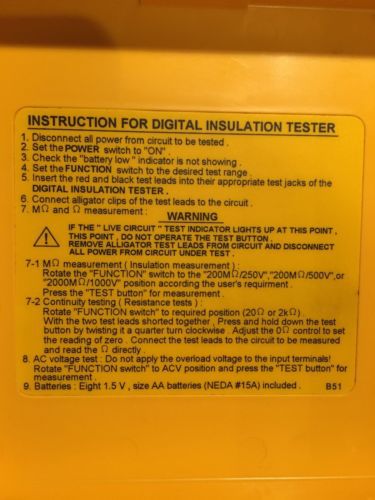 INSTRUCTION FOR DIGITAL INSULATION TESTER
1. Disconnect all power from circuit to be tested .
2. Set the POWER switch to "ON" .
3. Check the "battery low " indicator is not showing .
4. Set the FUNCTION switch to the desired test range .
5. Insert the red and black test leads into their appropriate test jacks of the
DIGITAL INSULATION TESTER .
6. Connect alligator clips of the test leads to the circuit .
7. MΩ and Ω measurement :
WARNING
IF THE " LIVE CIRCUIT " TEST INDICATOR LIGHTS UP AT THIS POINT ,
THIS POINT , DO NOT OPERATE THE TEST BUTTON .
REMOVE ALLIGATOR TEST LEADS FROM CIRCUIT AND DISCONNECT
ALL POWER FROM CIRCUIT UNDER TEST .
7-1 MΩ measurement ( Insulation measurement ) :
Rotate the "FUNCTION" switch to the "200MΩ/250V","200MΩ/500V",or
"2000MΩ/1000V" position according the user's requirment .
Press the "TEST button" for measurement .
7-2 Continuity testing ( Resistance tests ) :
Rotate "FUNCTION switch" to required position (20Ω or 2kΩ ) .
With the two test leads shorted together , Press and hold down the test
button by twisting it a quarter turn clockwise . Adjust the 0Ω control to set
the reading of zero . Connect the test leads to the circuit to be measured
and read the Ω directly .
8. AC voltage test : Do not apply the overload voltage to the input terminals!
Rotate "FUNCTION switch" to ACV position and press the "TEST button" for
measurement .
9. Batteries : Eight 1.5 V , size AA batteries (NEDA #15A) included . B51